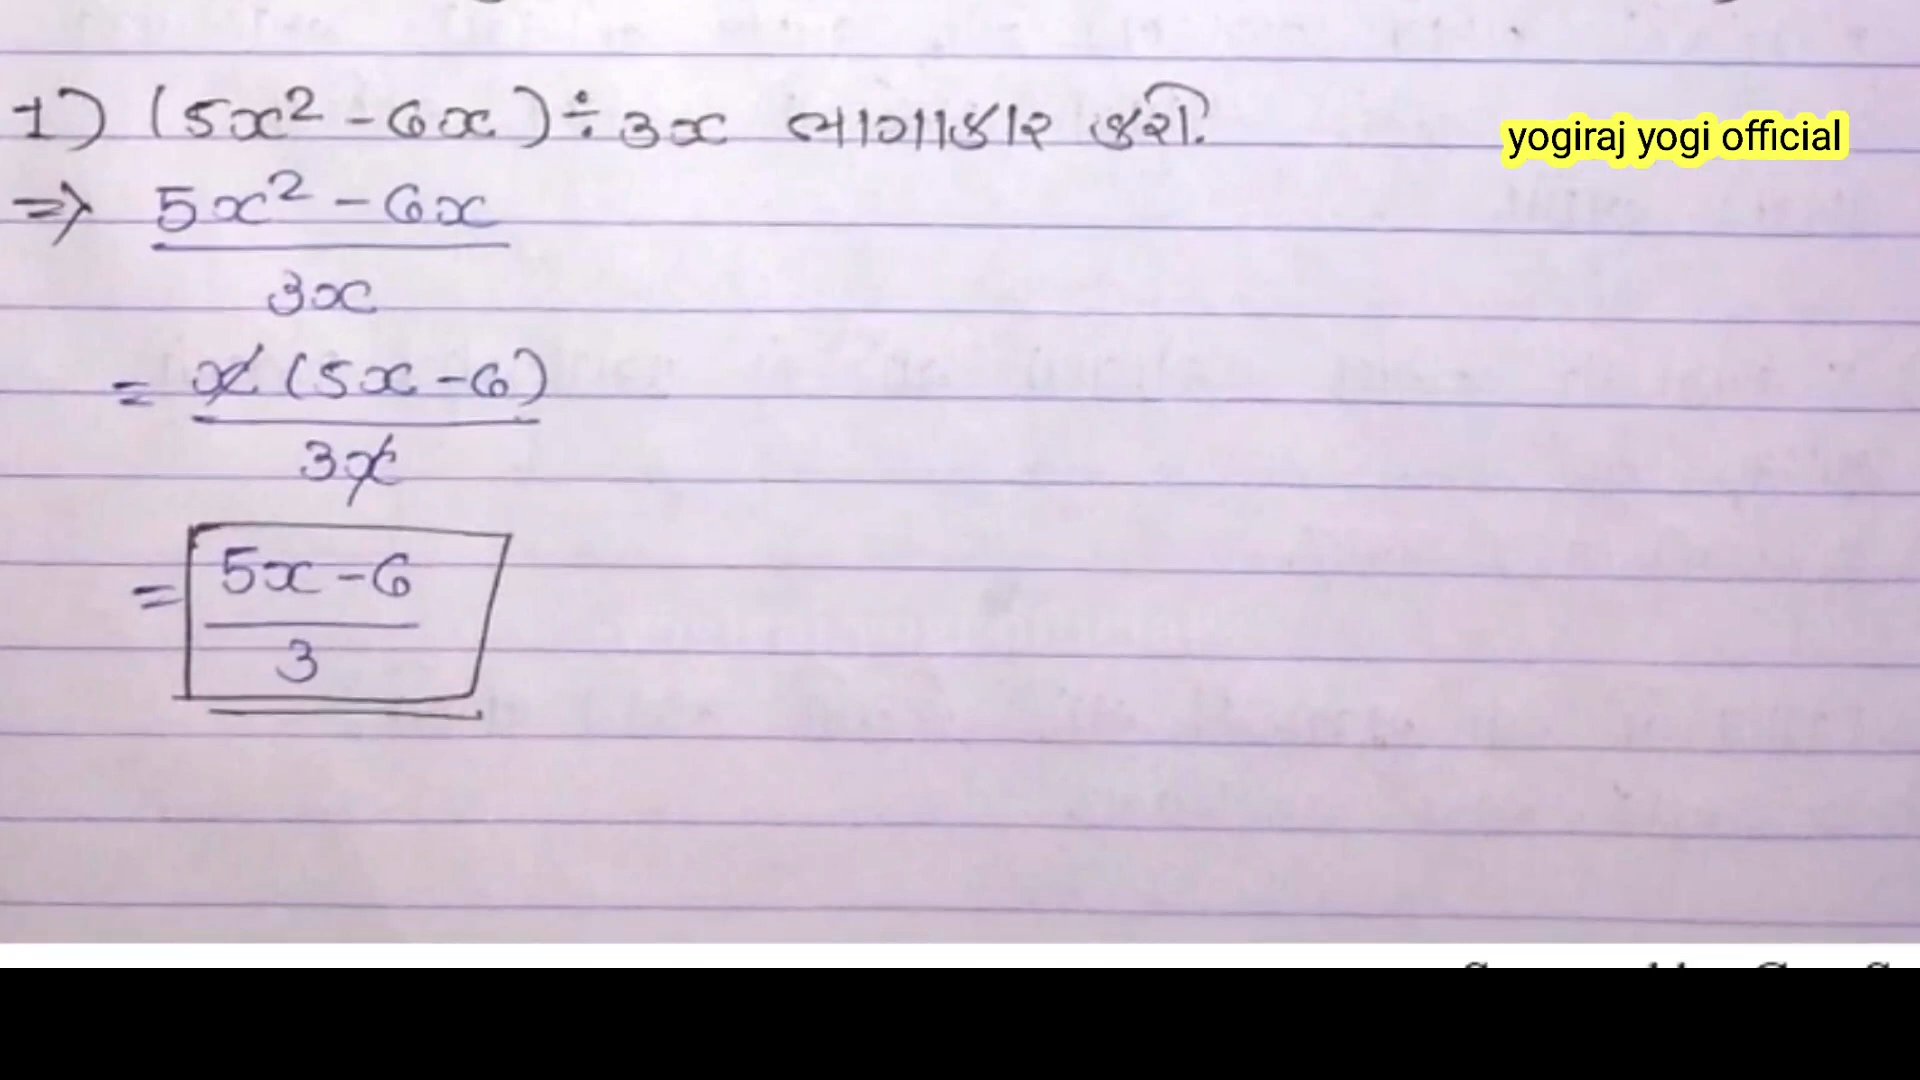 1) (5x² - 6x) ÷ 3x ભાગાકાર કરો.
yogiraj yogi official
⇒ 5x² - 6x
3x
= x (5x - 6)
3x
= 5x - 6
3